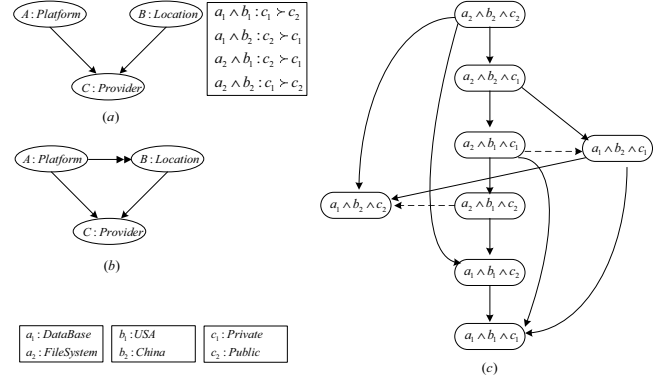 A : Platform
B : Location
C : Provider
(a)
a₁ ∧ b₁ : c₁ ≻ c₂
a₁ ∧ b₂ : c₂ ≻ c₁
a₂ ∧ b₁ : c₂ ≻ c₁
a₂ ∧ b₂ : c₁ ≻ c₂
A : Platform
B : Location
C : Provider
(b)
a₁ : DataBase
a₂ : FileSystem
b₁ : USA
b₂ : China
c₁ : Private
c₂ : Public
a₂ ∧ b₂ ∧ c₂
a₂ ∧ b₂ ∧ c₁
a₂ ∧ b₁ ∧ c₁
a₁ ∧ b₂ ∧ c₁
a₁ ∧ b₂ ∧ c₂
a₂ ∧ b₁ ∧ c₂
a₁ ∧ b₁ ∧ c₂
a₁ ∧ b₁ ∧ c₁
(c)